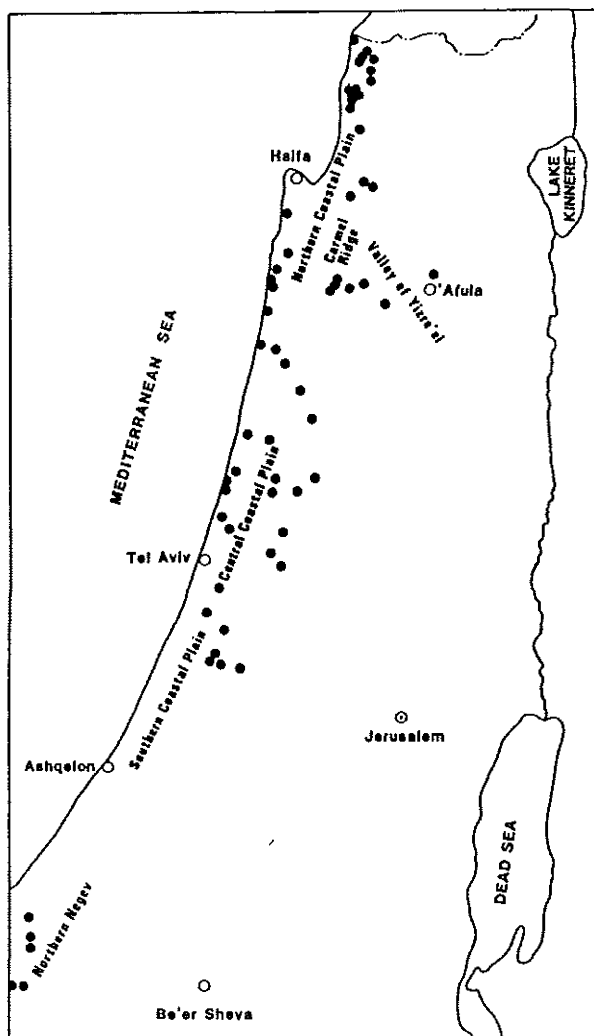 Haifa
Northern Coastal Plain
Carmel
Ridge
Valley of Yizre'el
'Afula
LAKE
KINNERET
MEDITERRANEAN SEA
Central Coastal Plain
Tel Aviv
Southern Coastal Plain
Jerusalem
Ashqelon
DEAD SEA
Northern Negev
Be'er Sheva